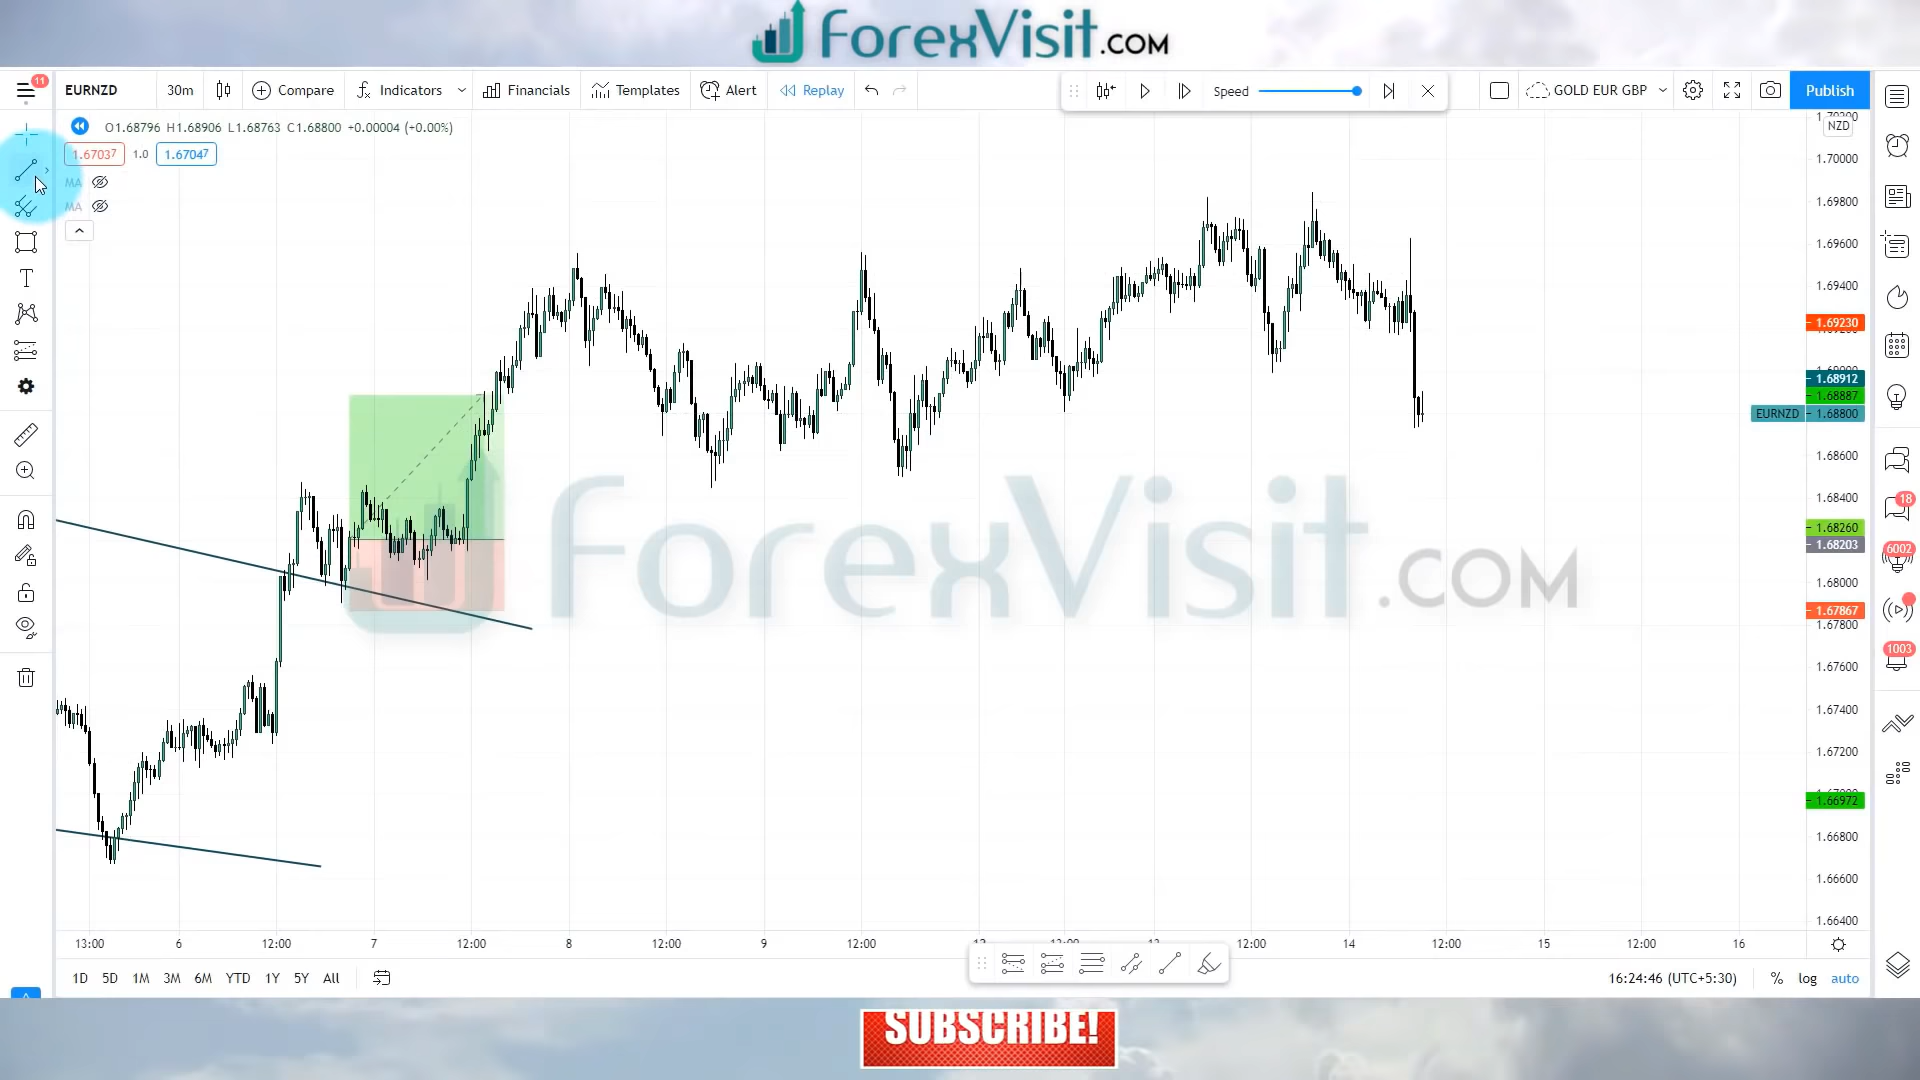 ForexVisit.COM
11
EURNZD
30m
Compare
Indicators
Financials
Templates
Alert
Replay
Speed
GOLD EUR GBP
Publish
O1.68796 H1.68906 L1.68763 C1.68800 +0.00004 (+0.00%)
NZD
1.67037
1.0
1.67047
MA
MA
T
1.70000
1.69800
1.69600
1.69400
1.69230
1.68912
1.68887
EURNZD
1.68800
1.68600
1.68400
1.68260
1.68203
1.68000
1.67867
1.67800
1.67600
1.67400
1.67200
1.66972
1.66800
1.66600
1.66400
18
6002
1003
ForexVisit.COM
13:00
6
12:00
7
12:00
8
12:00
9
12:00
12:00
14
12:00
15
12:00
16
1D
5D
1M
3M
6M
YTD
1Y
5Y
All
16:24:46 (UTC+5:30)
%
log
auto
SUBSCRIBE!